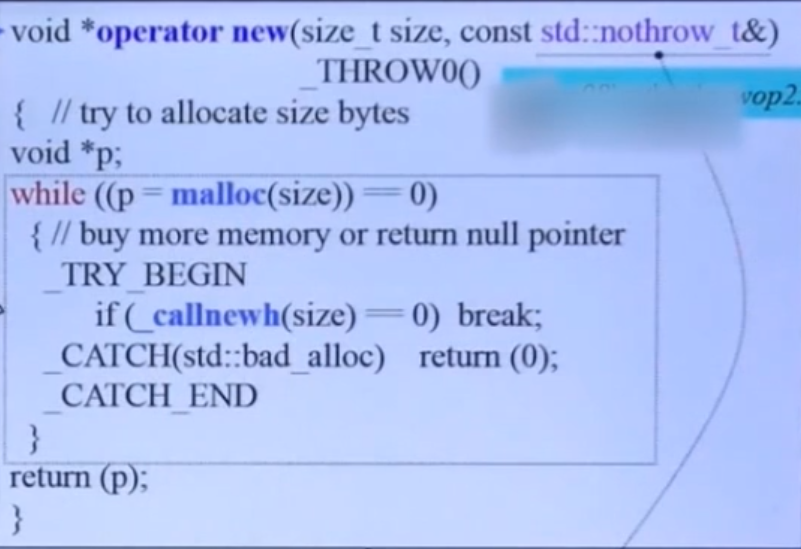 void *operator new(size_t size, const std::nothrow_t&)
_THROW0()
vop2.
{ // try to allocate size bytes
void *p;
while ((p = malloc(size)) == 0)
{ // buy more memory or return null pointer
_TRY_BEGIN
if (_callnewh(size) == 0) break;
_CATCH(std::bad_alloc) return (0);
_CATCH_END
}
return (p);
}